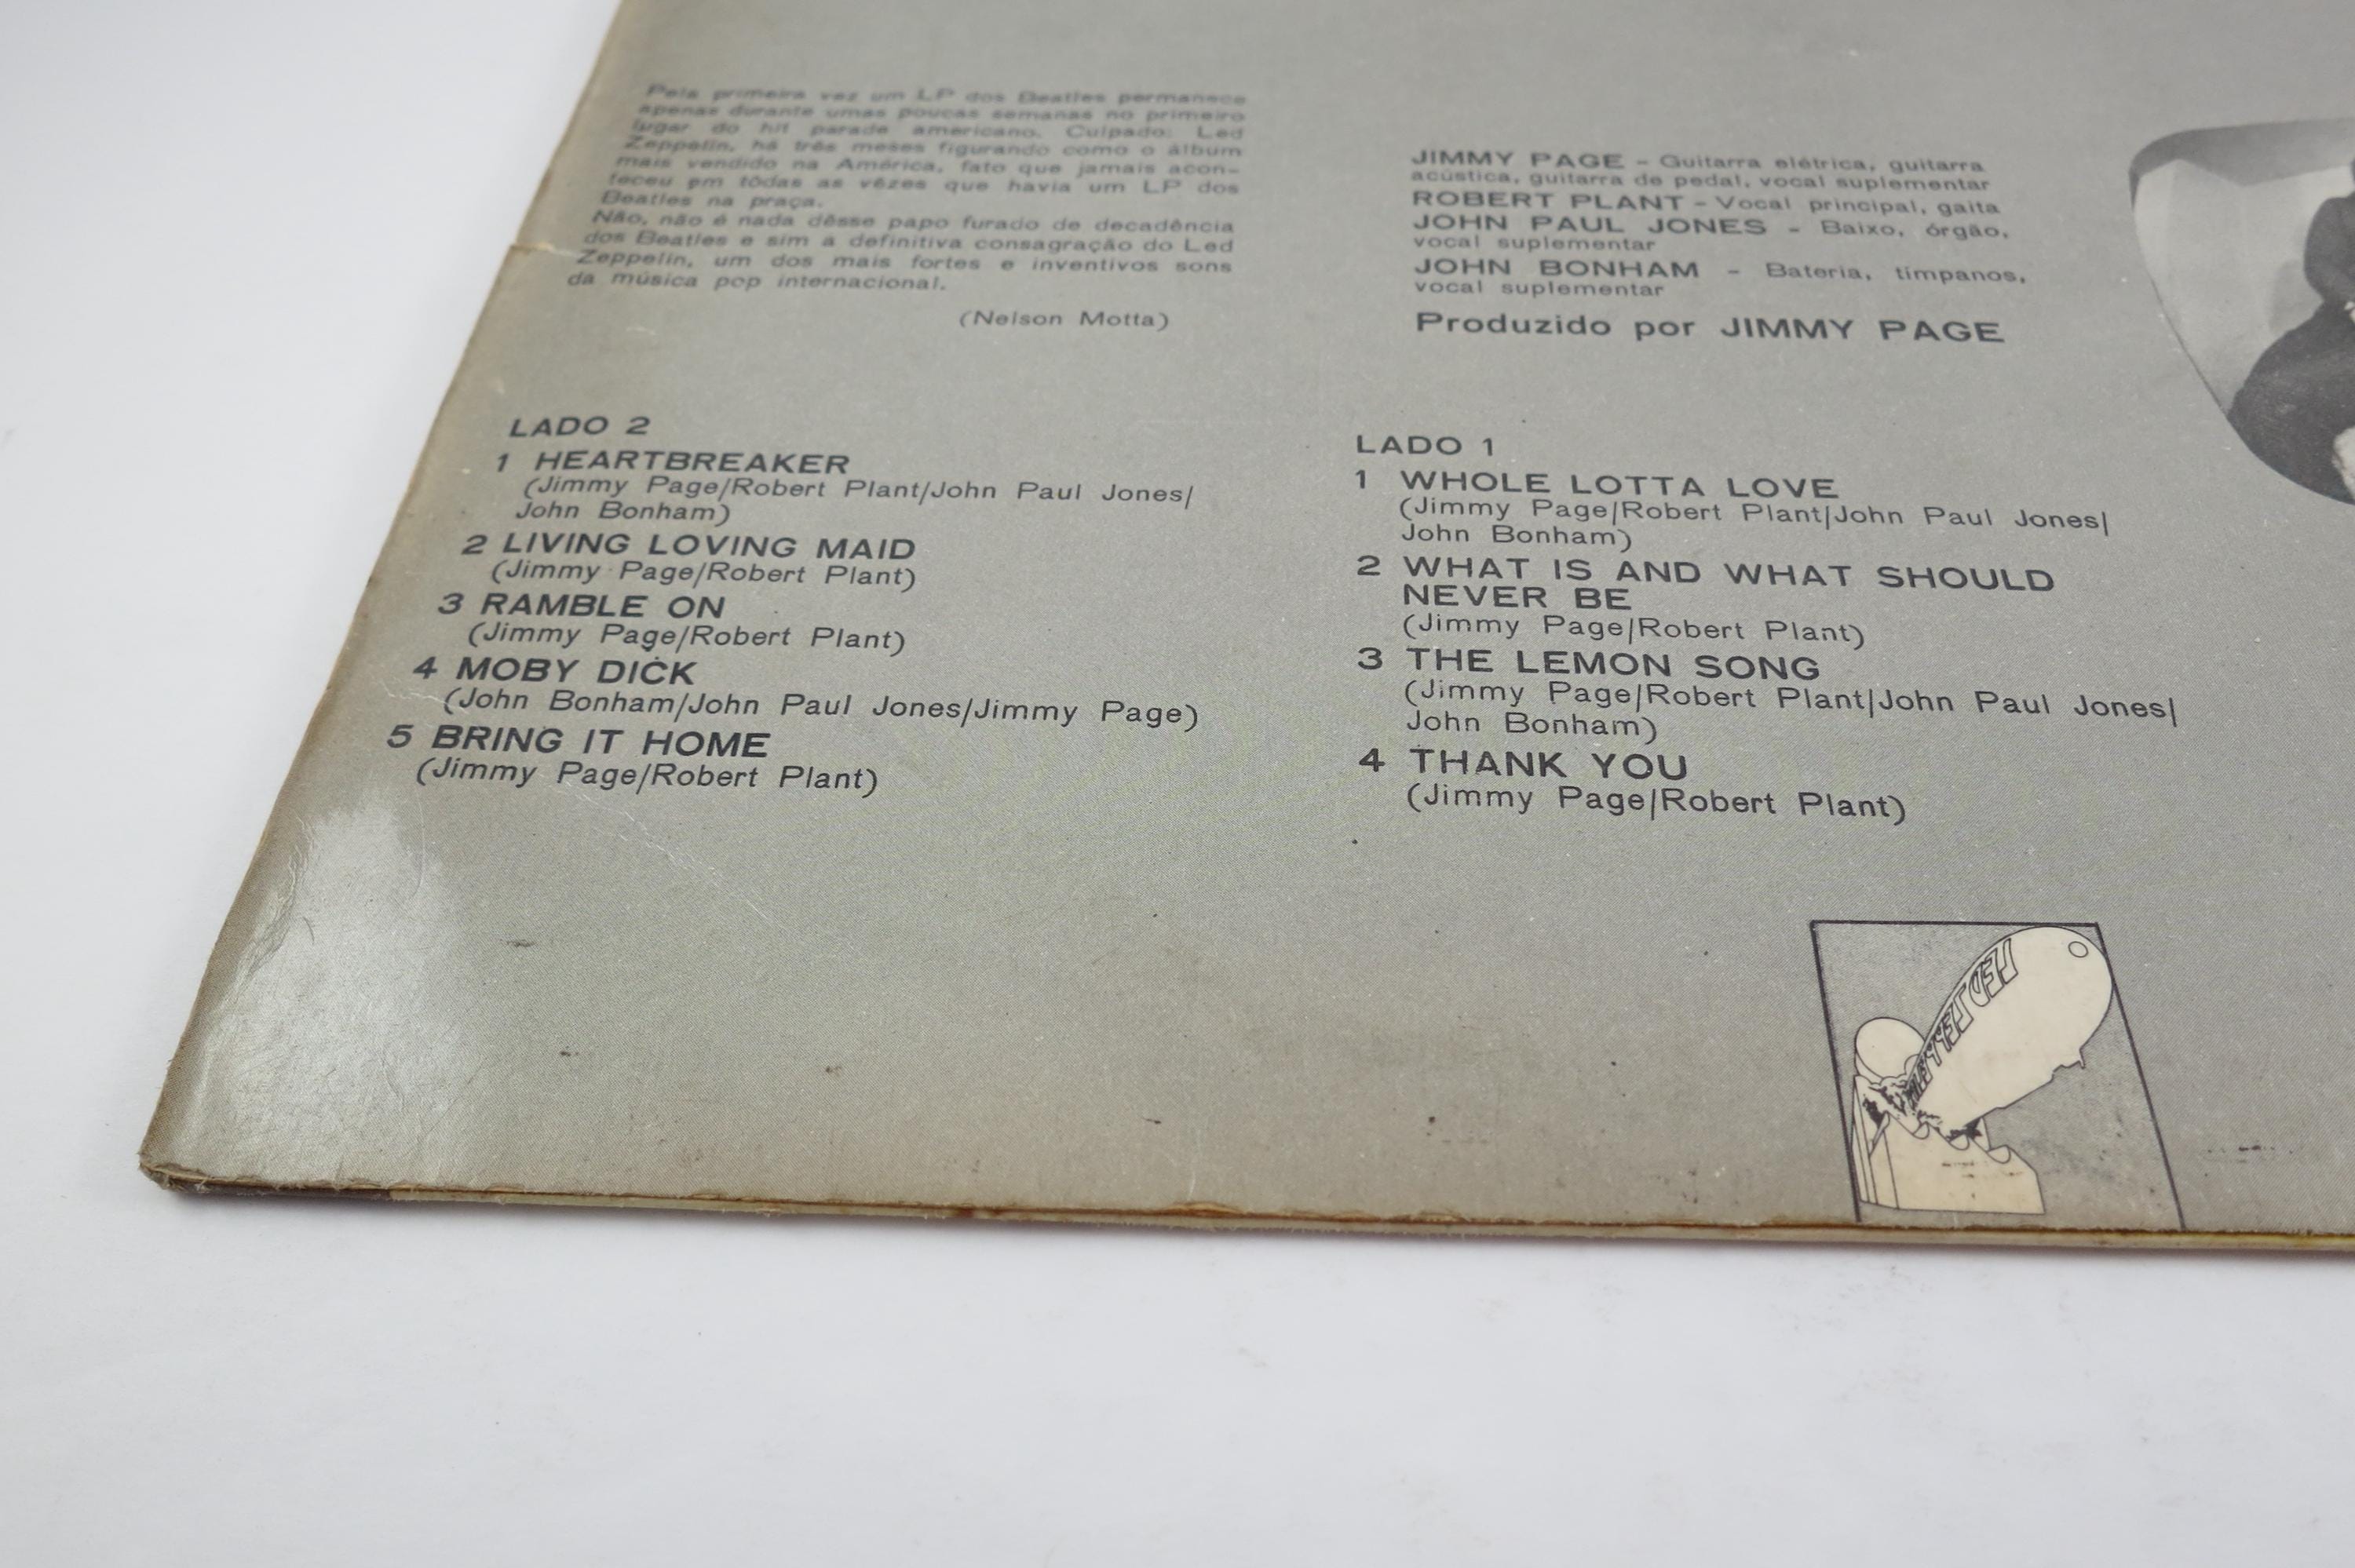 Pela primeira vez um LP dos Beatles permanece
apenas durante umas poucas semanas no primeiro
lugar do hit parade americano. Culpado: Led
Zeppelin, há três meses figurando como o álbum
mais vendido na América, fato que jamais acon-
teceu em tôdas as vêzes que havia um LP dos
Beatles na praça.
Não, não é nada dêsse papo furado de decadência
dos Beatles e sim a definitiva consagração do Led
Zeppelin, um dos mais fortes e inventivos sons
da música pop internacional.
(Nelson Motta)
JIMMY PAGE - Guitarra elétrica, guitarra
acústica, guitarra de pedal, vocal suplementar
ROBERT PLANT - Vocal principal, gaita
JOHN PAUL JONES - Baixo, órgão,
vocal suplementar
JOHN BONHAM - Bateria, tímpanos,
vocal suplementar
Produzido por JIMMY PAGE
LADO 2
1 HEARTBREAKER
(Jimmy Page/Robert Plant/John Paul Jones/
John Bonham)
2 LIVING LOVING MAID
(Jimmy Page/Robert Plant)
3 RAMBLE ON
(Jimmy Page/Robert Plant)
4 MOBY DICK
(John Bonham/John Paul Jones/Jimmy Page)
5 BRING IT HOME
(Jimmy Page/Robert Plant)
LADO 1
1 WHOLE LOTTA LOVE
(Jimmy Page/Robert Plant/John Paul Jones/
John Bonham)
2 WHAT IS AND WHAT SHOULD
NEVER BE
(Jimmy Page/Robert Plant)
3 THE LEMON SONG
(Jimmy Page/Robert Plant/John Paul Jones/
John Bonham)
4 THANK YOU
(Jimmy Page/Robert Plant)
LED ZEPPELIN